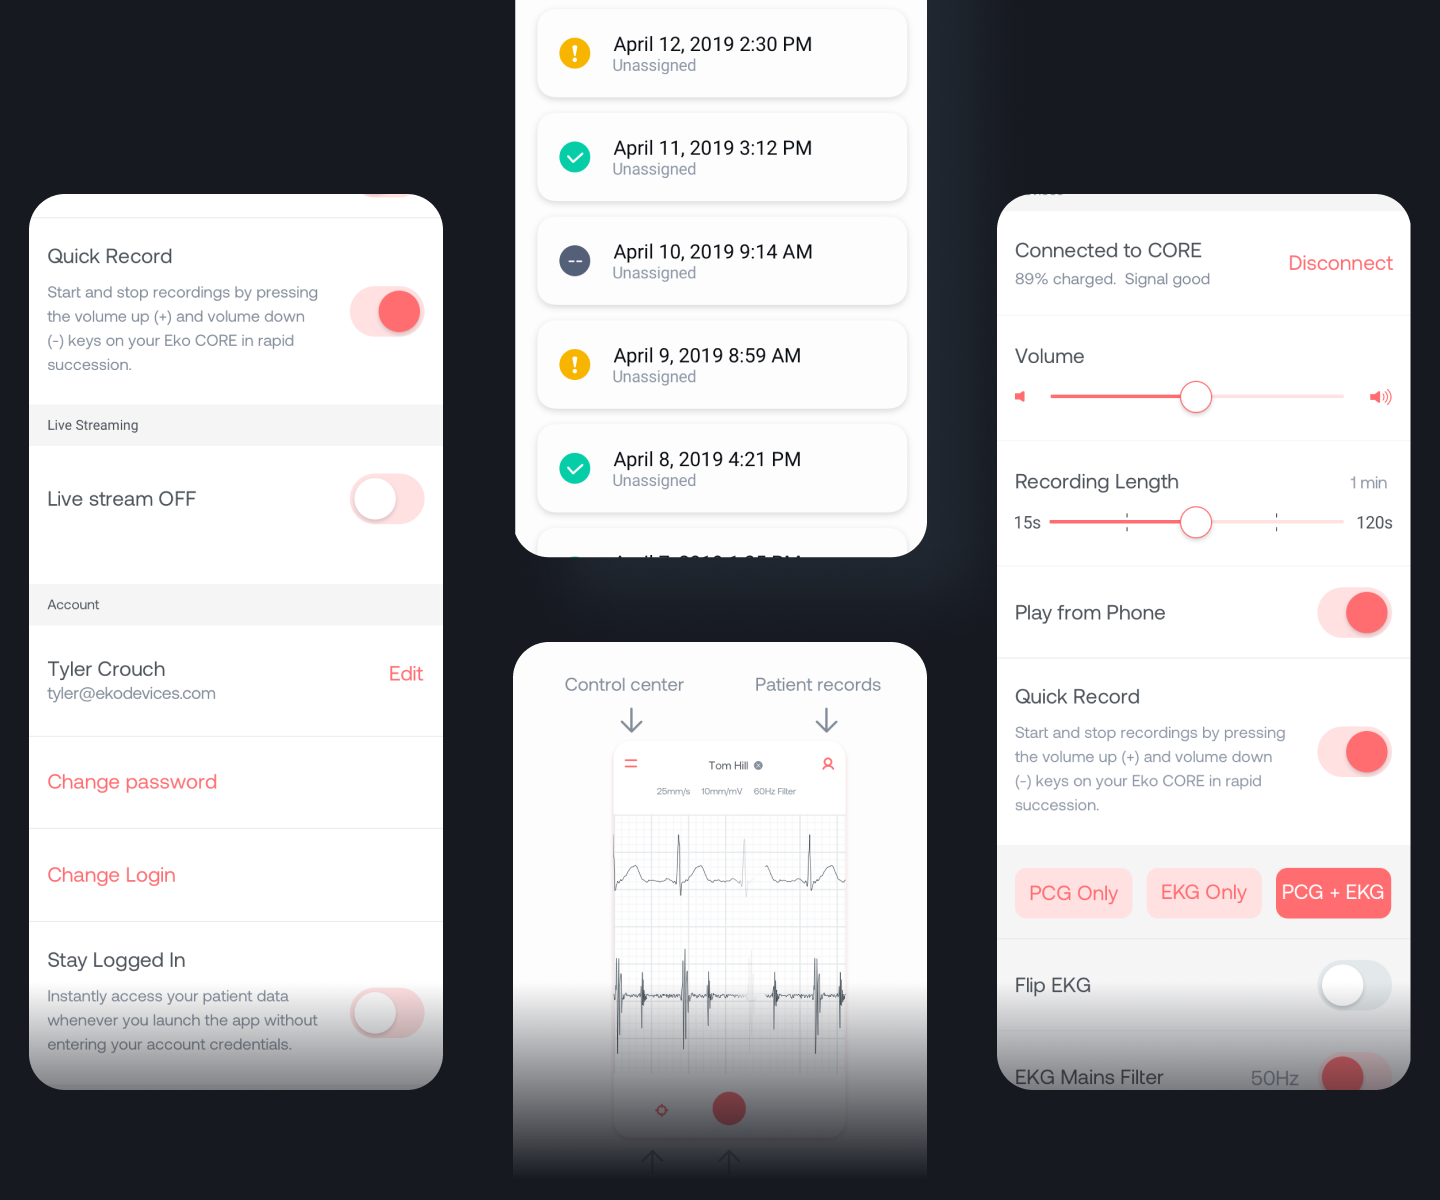 Quick Record
Start and stop recordings by pressing
the volume up (+) and volume down
(-) keys on your Eko CORE in rapid
succession.
Live Streaming
Live stream OFF
Account
Tyler Crouch
tyler@ekodevices.com
Edit
Change password
Change Login
Stay Logged In
Instantly access your patient data
whenever you launch the app without
entering your account credentials.
April 12, 2019 2:30 PM
Unassigned
April 11, 2019 3:12 PM
Unassigned
--
April 10, 2019 9:14 AM
Unassigned
April 9, 2019 8:59 AM
Unassigned
April 8, 2019 4:21 PM
Unassigned
Control center
Patient records
Tom Hill
25mm/s 10mm/mV 60Hz Filter
Connected to CORE
89% charged. Signal good
Disconnect
Volume
Recording Length
1 min
15s
120s
Play from Phone
Quick Record
Start and stop recordings by pressing
the volume up (+) and volume down
(-) keys on your Eko CORE in rapid
succession.
PCG Only
EKG Only
PCG + EKG
Flip EKG
EKG Mains Filter
50Hz